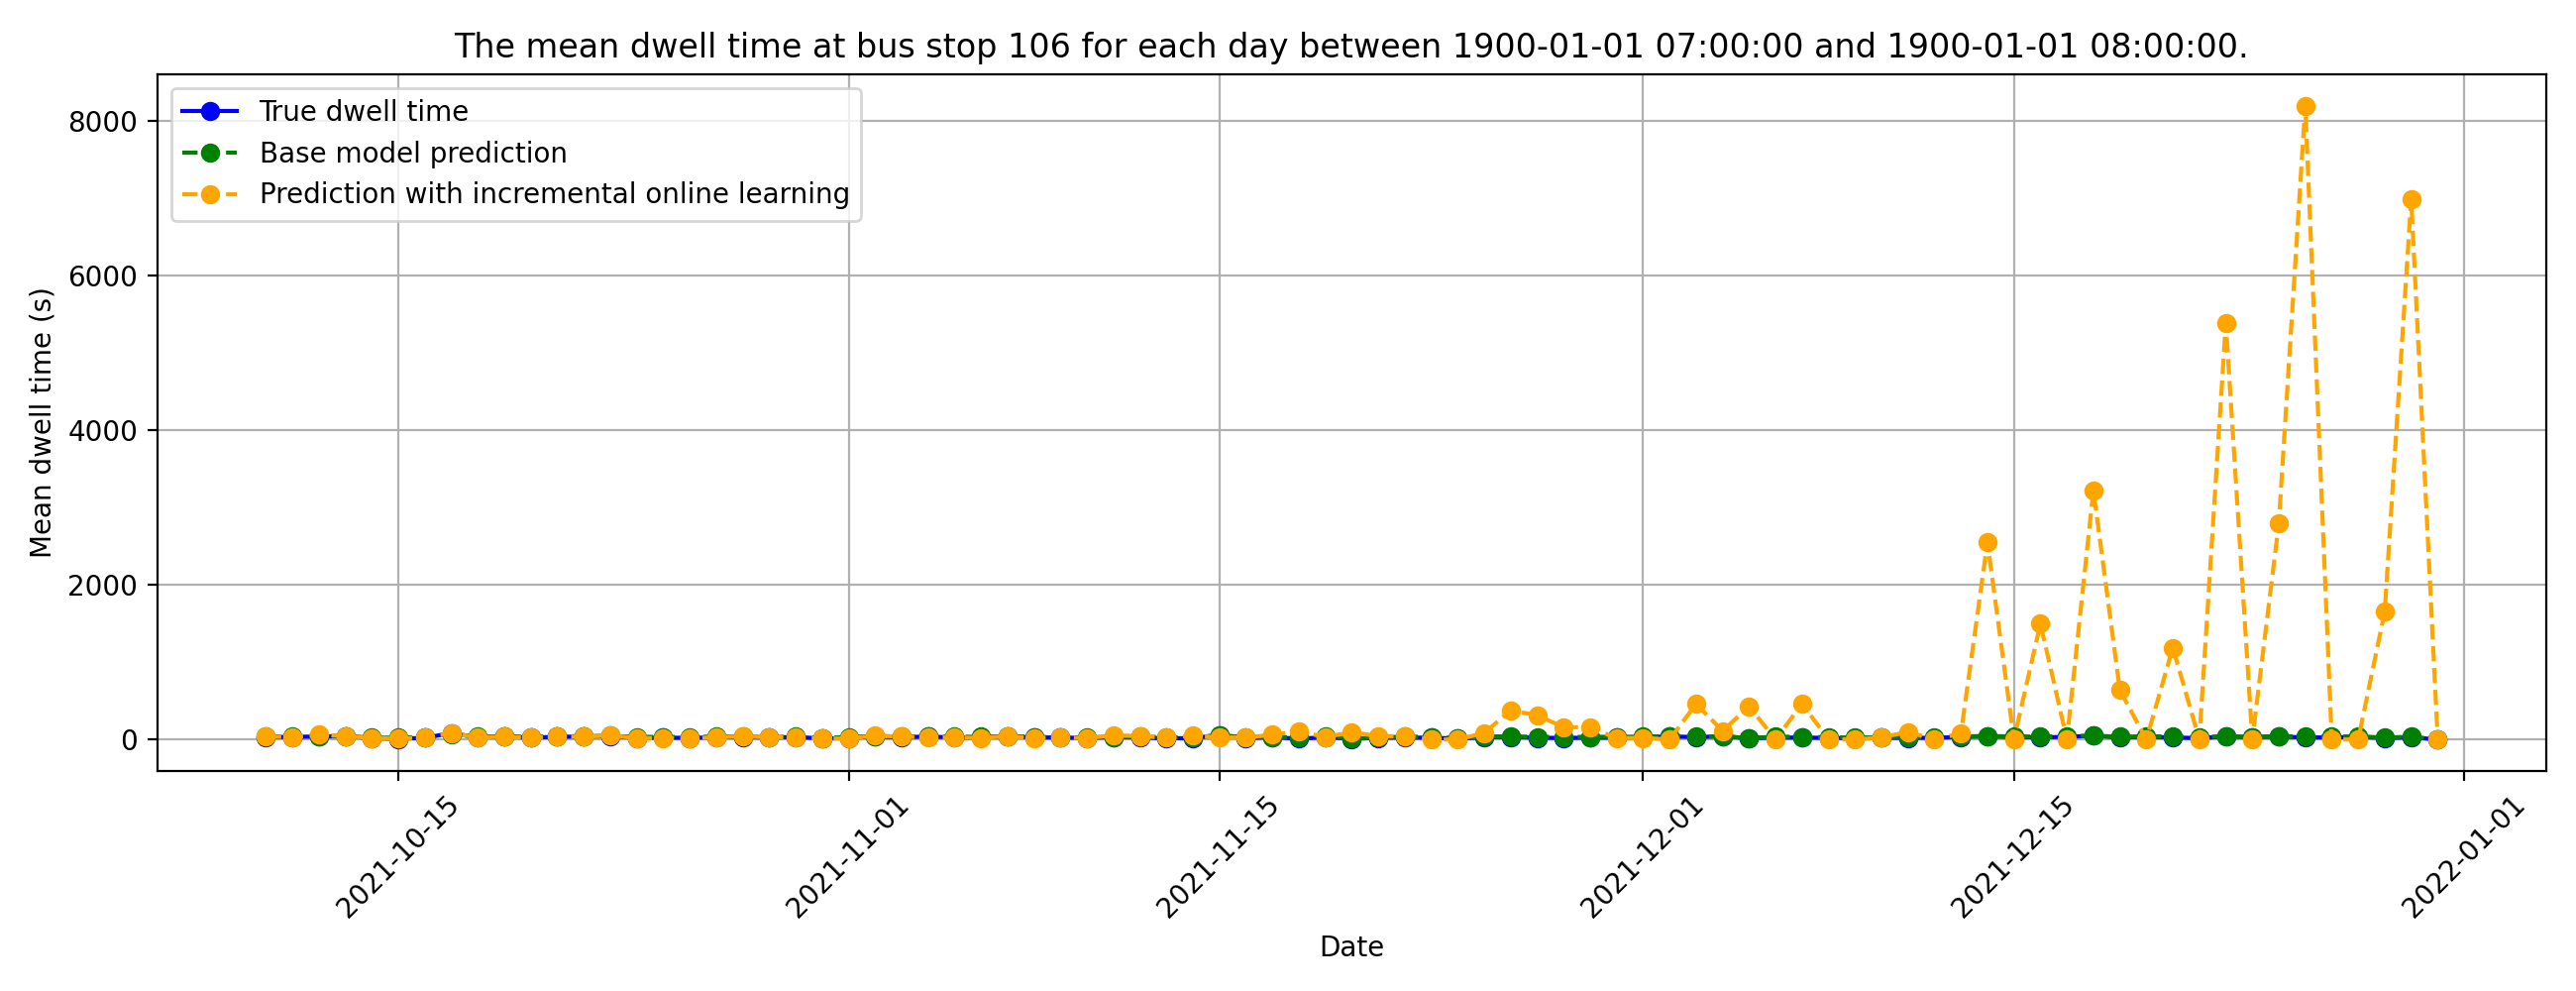 The mean dwell time at bus stop 106 for each day between 1900-01-01 07:00:00 and 1900-01-01 08:00:00.
True dwell time
Base model prediction
Prediction with incremental online learning
Mean dwell time (s)
8000
6000
4000
2000
0
2021-10-15
2021-11-01
2021-11-15
2021-12-01
2021-12-15
2022-01-01
Date